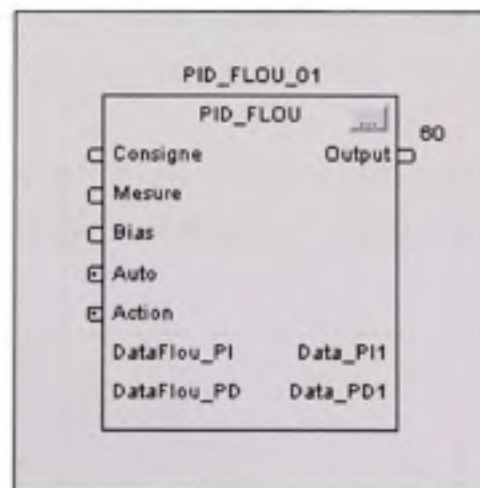 PID_FLOU_01
PID_FLOU ...
60
Consigne Output
Mesure
Bias
Auto
Action
DataFlou_PI Data_PI1
DataFlou_PD Data_PD1